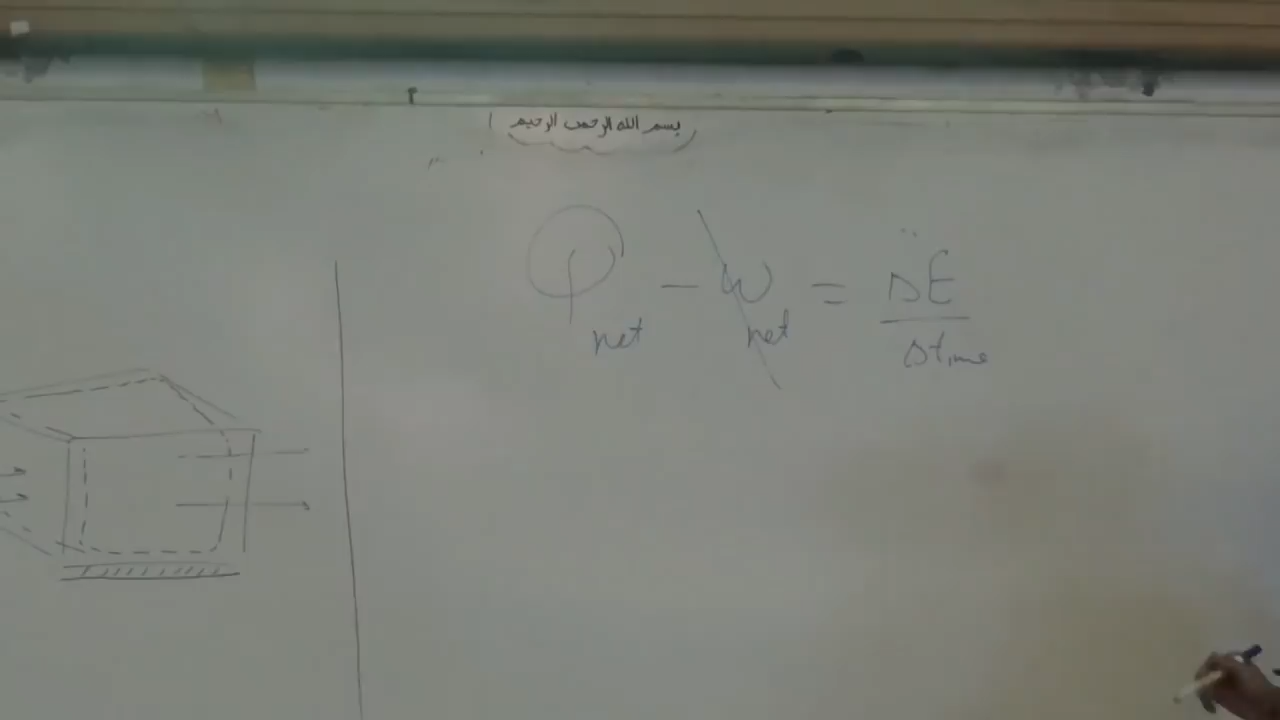 بسم الله الرحمن الرحيم
Q net - W net = ΔE / Δtime